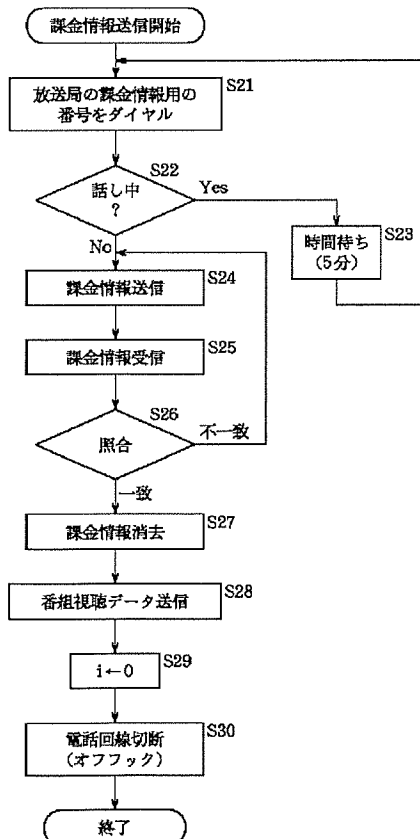 課金情報送信開始
放送局の課金情報用の
番号をダイヤル
S21
S22
話し中
?
Yes
No
時間待ち
(5分)
S23
課金情報送信
S24
課金情報受信
S25
S26
照合
不一致
一致
課金情報消去
S27
番組視聴データ送信
S28
i←0
S29
電話回線切断
(オフフック)
S30
終了